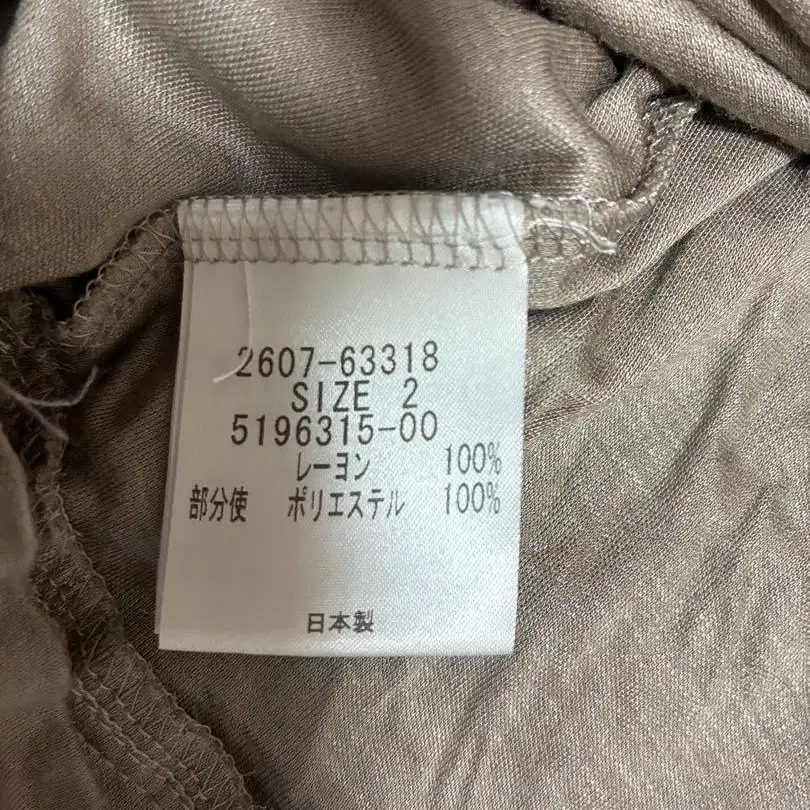 2607-63318
SIZE 2
5196315-00
レーヨン 100%
部分使 ポリエステル 100%
日本製